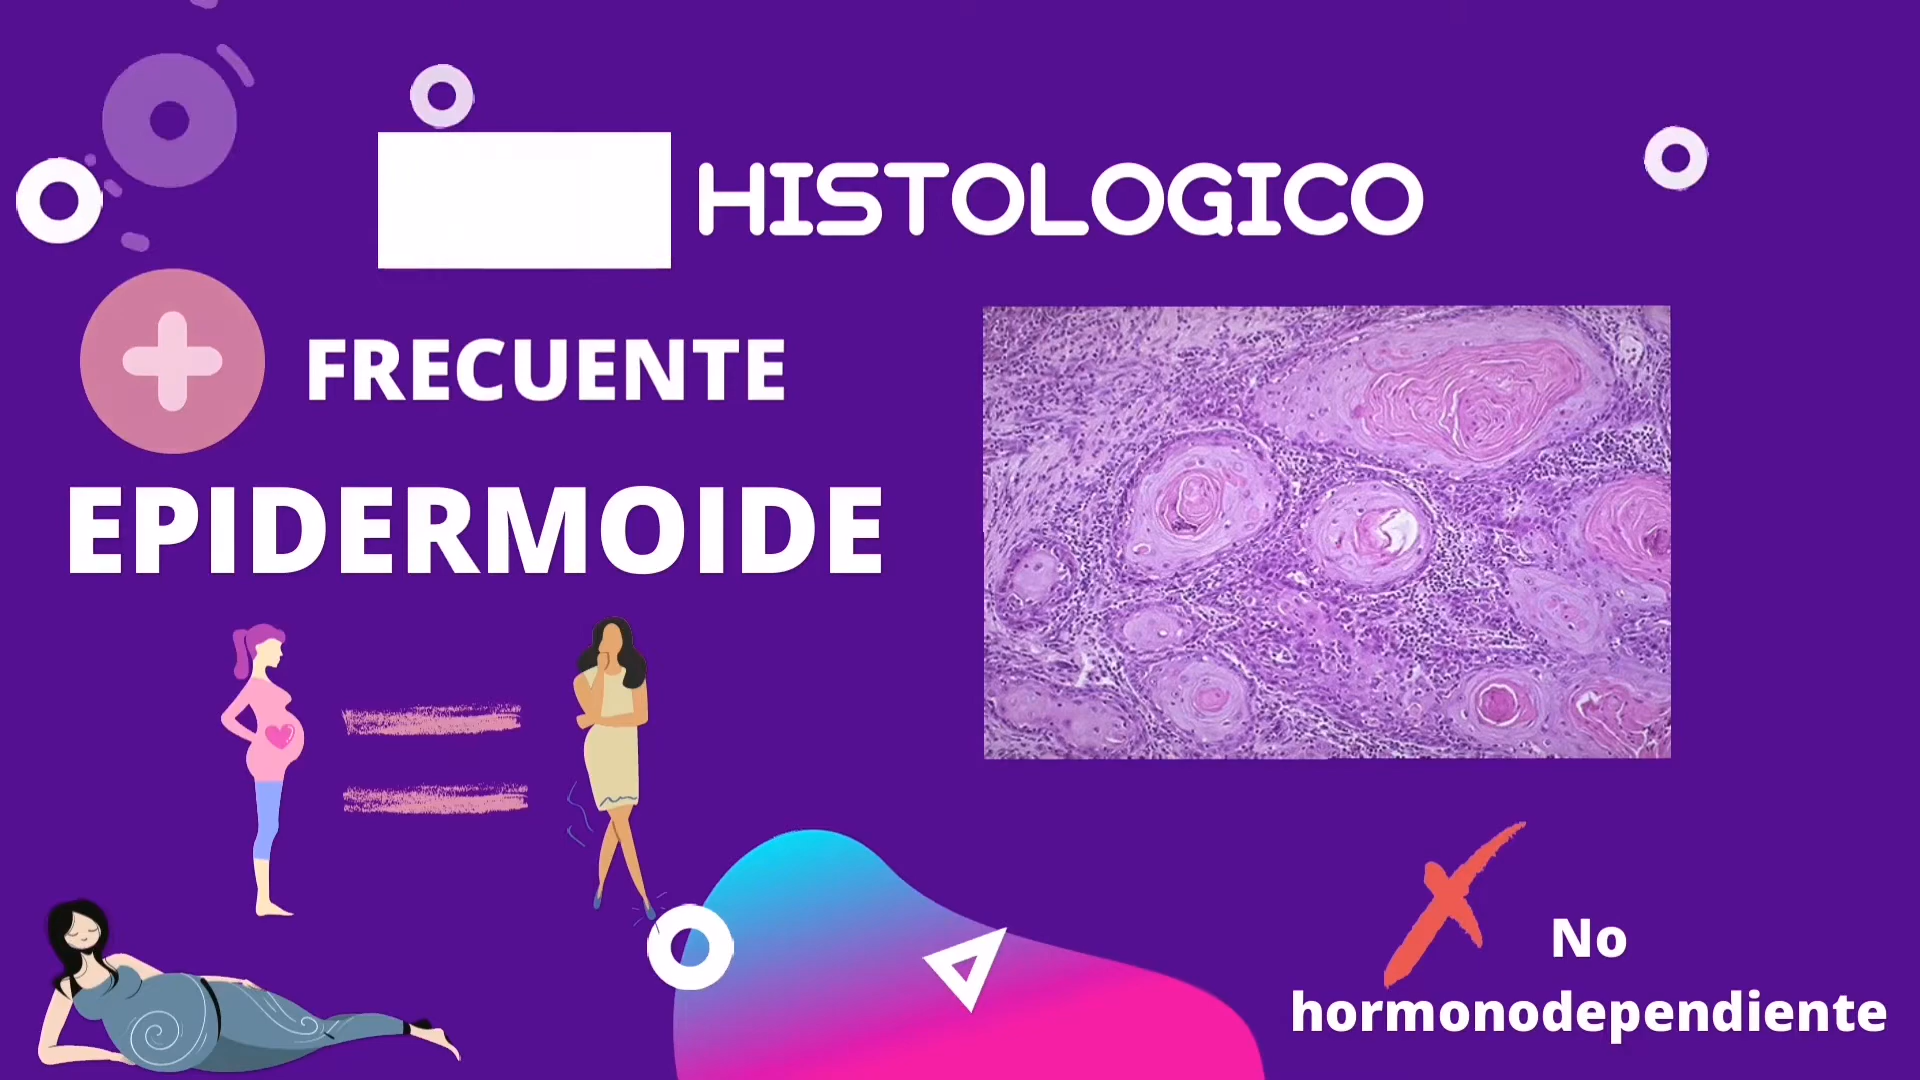 HISTOLOGICO
FRECUENTE
EPIDERMOIDE
No
hormonodependiente